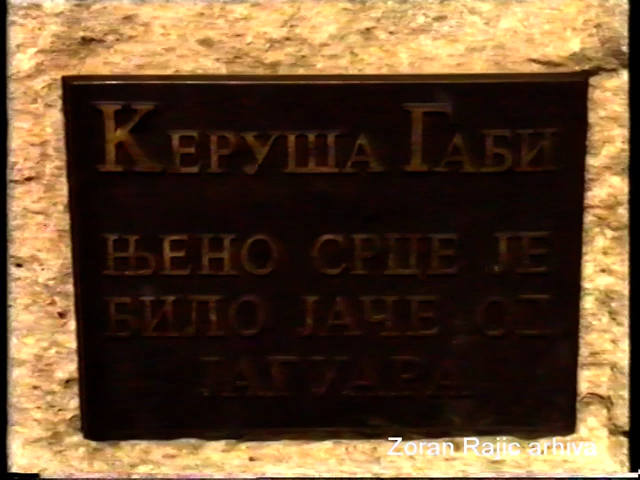 Керуша Габи
ЊЕНО СРЦЕ ЈЕ
БИЛО ЈАЧЕ ОД
ЈАГУАРА
Zoran Rajic arhiva